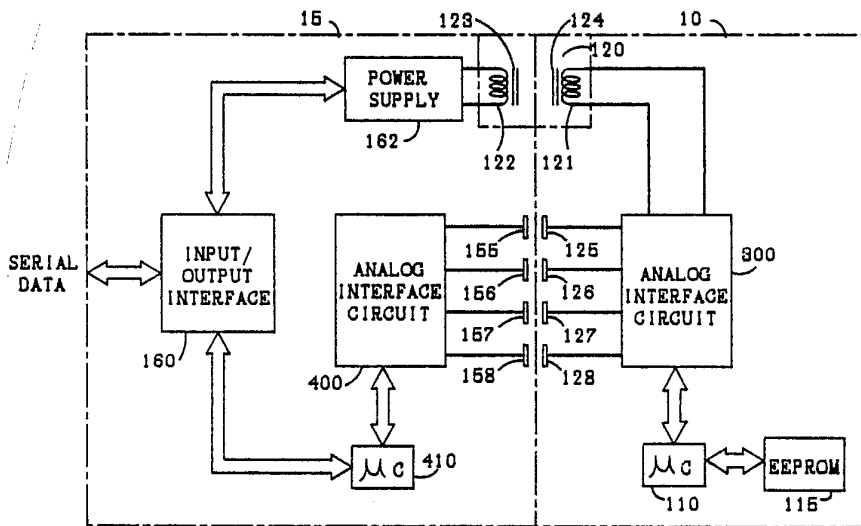 15
123
124
120
10
POWER
SUPPLY
162
122
121
SERIAL
DATA
INPUT/
OUTPUT
INTERFACE
160
ANALOG
INTERFACE
CIRCUIT
400
155
125
156
126
157
127
158
128
ANALOG
INTERFACE
CIRCUIT
300
μC
410
μC
110
EEPROM
115